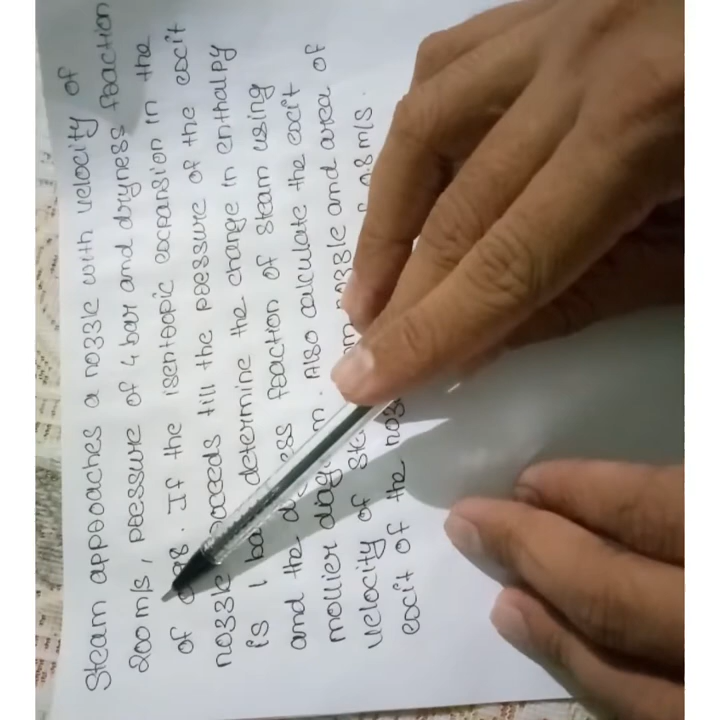 Steam approaches a nozzle with velocity of
200 m/s, pressure of 4 bar and dryness fraction
of . If the isentropic expansion in the
nozzle proceeds till the pressure of the exit
is 1 bar determine the change in enthalpy
and the fraction of steam using
mollier diagram. Also calculate the exit
velocity of nozzle and area of
exit of the 0.8 m/s.